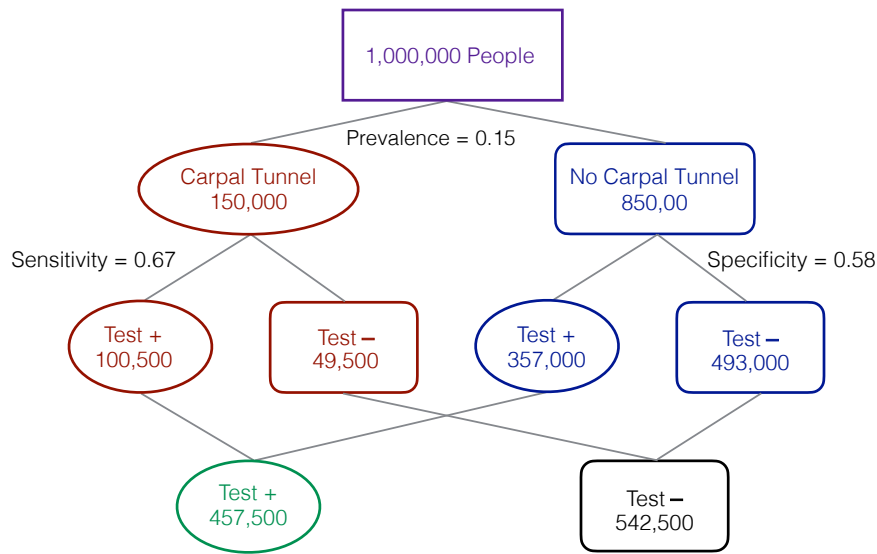 1,000,000 People
Prevalence = 0.15
Carpal Tunnel
150,000
No Carpal Tunnel
850,00
Sensitivity = 0.67
Specificity = 0.58
Test +
100,500
Test –
49,500
Test +
357,000
Test –
493,000
Test +
457,500
Test –
542,500